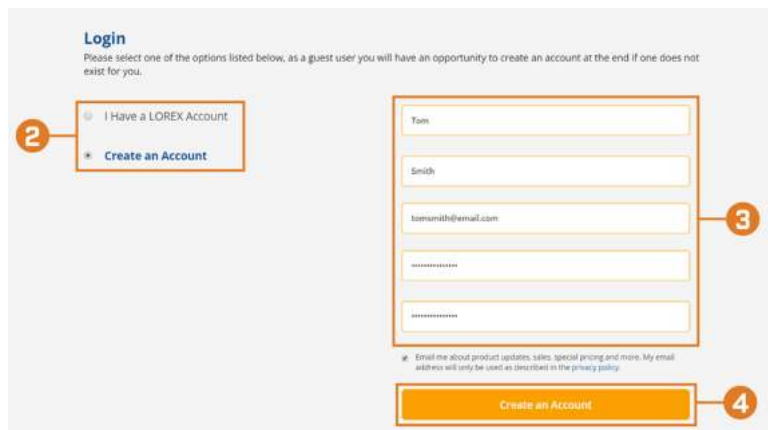 Login
Please select one of the options listed below, as a guest user you will have an opportunity to create an account at the end if one does not
exist for you.
2
I Have a LOREX Account
Create an Account
Tom
Smith
tomsmith@email.com
3
Email me about product updates, sales, special pricing and more. My email
address will only be used as described in the privacy policy.
Create an Account
4